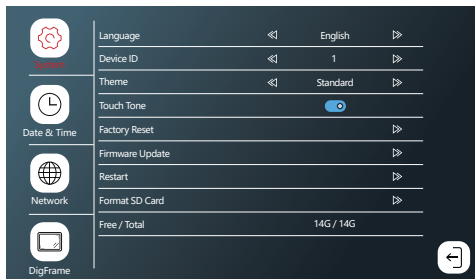 Language English
Device ID 1
Theme Standard
Touch Tone
Factory Reset
Firmware Update
Restart
Format SD Card
Free / Total 14G / 14G
Date & Time
Network
DigFrame